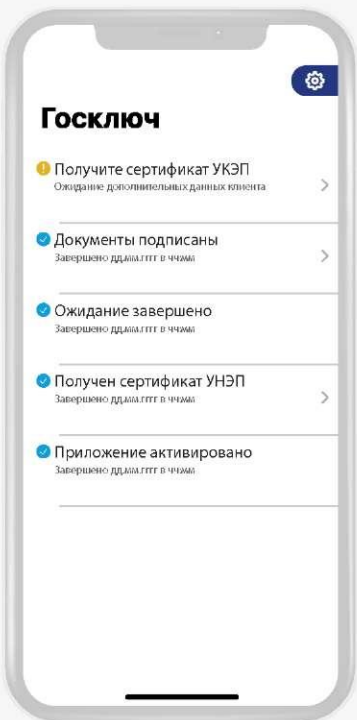 Госключ
Получите сертификат УКЭП
Ожидание дополнительных данных клиента
Документы подписаны
Завершено дд.мм.гггг в чч:мм
Ожидание завершено
Завершено дд.мм.гггг в чч:мм
Получен сертификат УНЭП
Завершено дд.мм.гггг в чч:мм
Приложение активировано
Завершено дд.мм.гггг в чч:мм